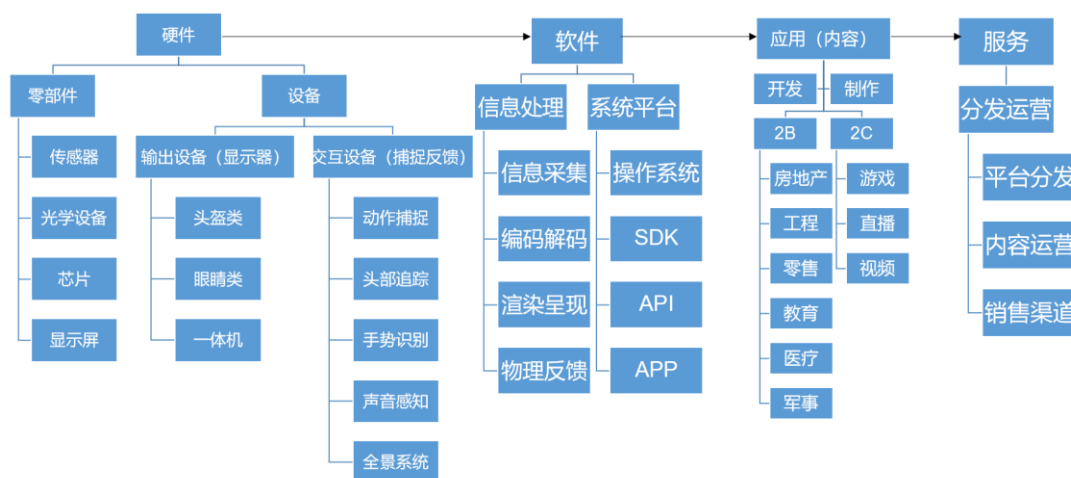 硬件
零部件
传感器
光学设备
芯片
显示屏
设备
输出设备（显示器）
头盔类
眼睛类
一体机
交互设备（捕捉反馈）
动作捕捉
头部追踪
手势识别
声音感知
全景系统
软件
信息处理
信息采集
编码解码
渲染呈现
物理反馈
系统平台
操作系统
SDK
API
APP
应用（内容）
开发
制作
2B
房地产
工程
零售
教育
医疗
军事
2C
游戏
直播
视频
服务
分发运营
平台分发
内容运营
销售渠道